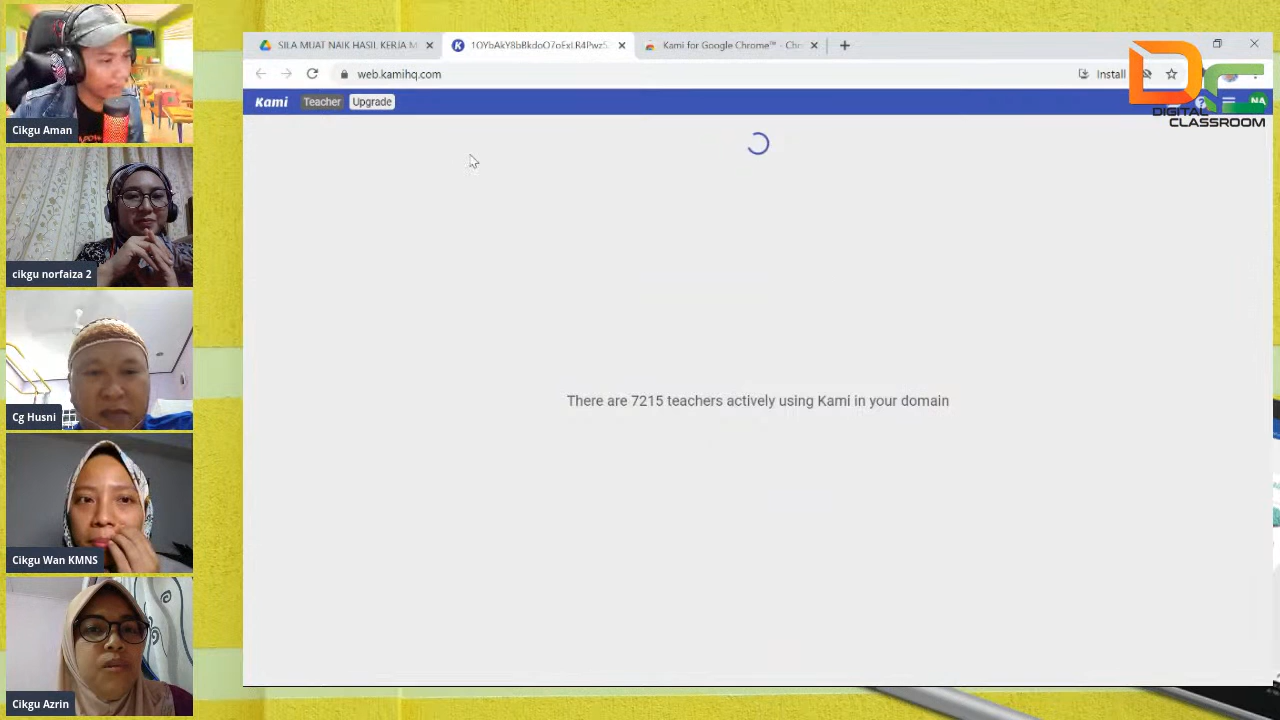 Cikgu Aman
cikgu norfaiza 2
Cg Husni
Cikgu Wan KMNS
Cikgu Azrin
SILA MUAT NAIK HASIL KERJA M
Kami for Google Chrome™ - Chr
web.kamihq.com
Install
Kami
Teacher
Upgrade
NA
DIGITAL
CLASSROOM
There are 7215 teachers actively using Kami in your domain